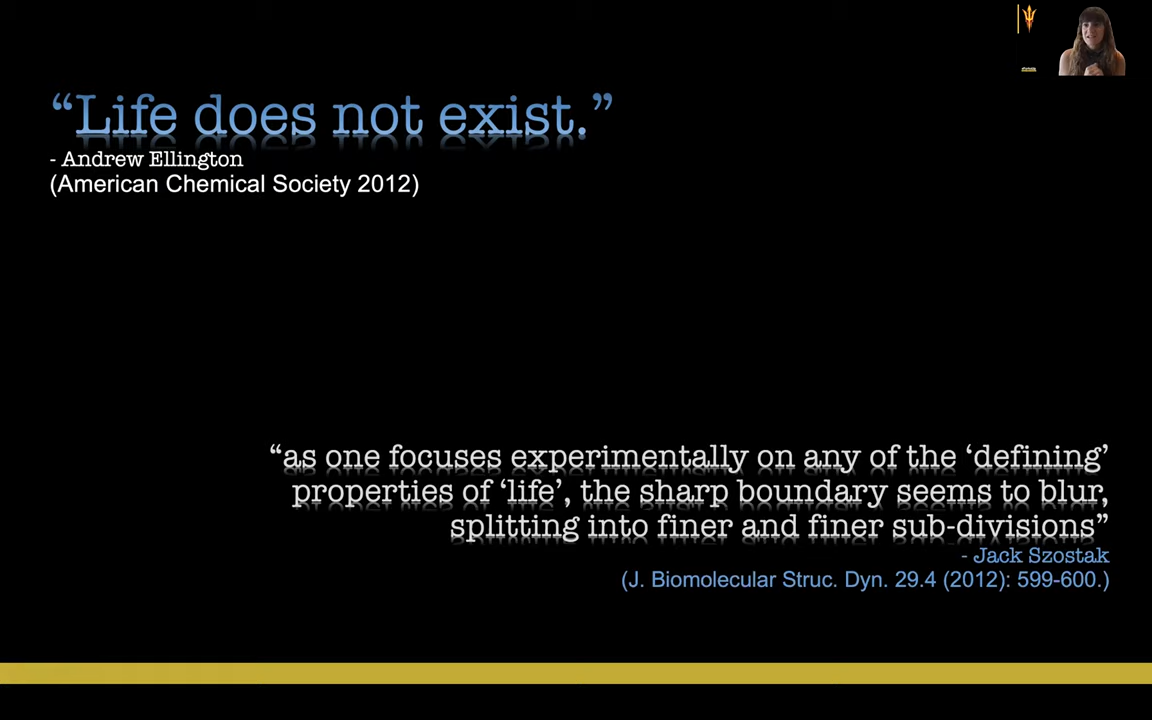 “Life does not exist.”
- Andrew Ellington
(American Chemical Society 2012)
“as one focuses experimentally on any of the ‘defining’
properties of ‘life’, the sharp boundary seems to blur,
splitting into finer and finer sub-divisions”
- Jack Szostak
(J. Biomolecular Struc. Dyn. 29.4 (2012): 599-600.)